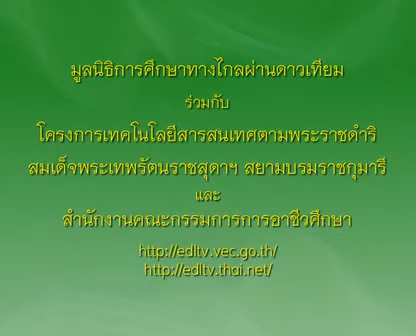 มูลนิธิการศึกษาทางไกลผ่านดาวเทียม
ร่วมกับ
โครงการเทคโนโลยีสารสนเทศตามพระราชดำริ
สมเด็จพระเทพรัตนราชสุดาฯ สยามบรมราชกุมารี
และ
สำนักงานคณะกรรมการการอาชีวศึกษา
http://edltv.vec.go.th/
http://edltv.thai.net/